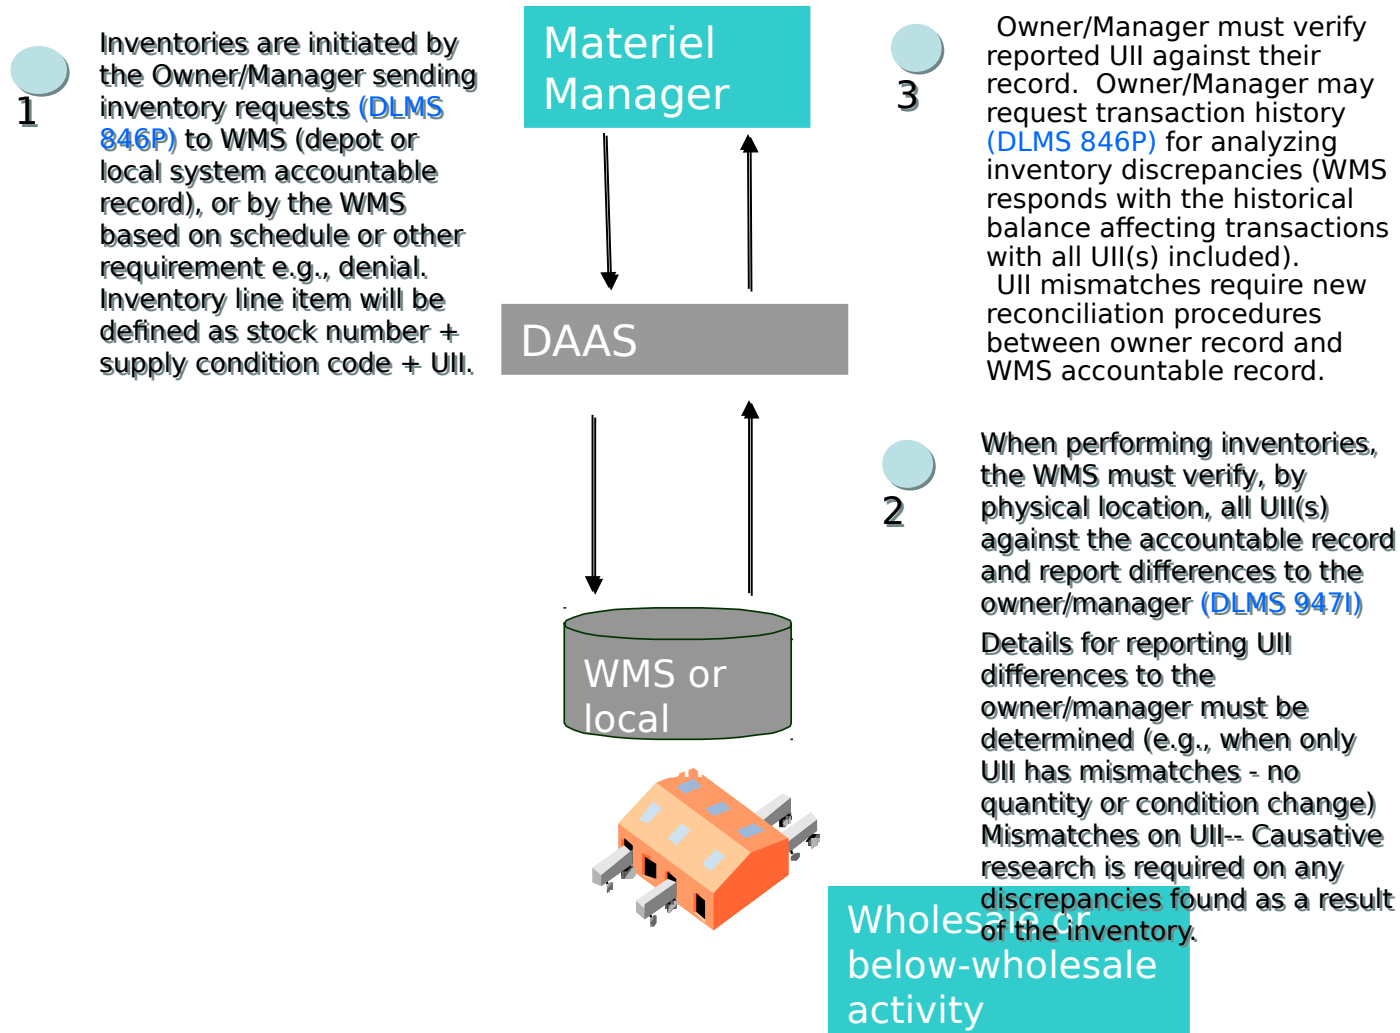 1
Inventories are initiated by
the Owner/Manager sending
inventory requests (DLMS
846P) to WMS (depot or
local system accountable
record), or by the WMS
based on schedule or other
requirement e.g., denial.
Inventory line item will be
defined as stock number +
supply condition code + UII.
Materiel
Manager
DAAS
WMS or
local
3
Owner/Manager must verify
reported UII against their
record.  Owner/Manager may
request transaction history
(DLMS 846P) for analyzing
inventory discrepancies (WMS
responds with the historical
balance affecting transactions
with all UII(s) included).
UII mismatches require new
reconciliation procedures
between owner record and
WMS accountable record.
2
When performing inventories,
the WMS must verify, by
physical location, all UII(s)
against the accountable record
and report differences to the
owner/manager (DLMS 947I)
Details for reporting UII
differences to the
owner/manager must be
determined (e.g., when only
UII has mismatches - no
quantity or condition change)
Mismatches on UII-- Causative
research is required on any
discrepancies found as a result
of the inventory.
Wholesale or
below-wholesale
activity